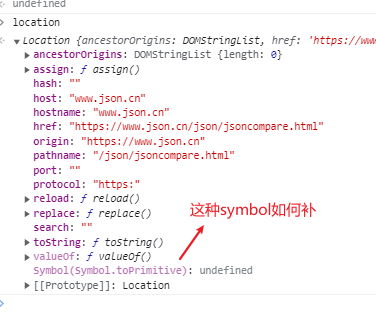 undefined
location
Location {ancestorOrigins: DOMStringList, href: 'https://ww
ancestorOrigins: DOMStringList {length: 0}
assign: ƒ assign()
hash: ""
host: "www.json.cn"
hostname: "www.json.cn"
href: "https://www.json.cn/json/jsoncompare.html"
origin: "https://www.json.cn"
pathname: "/json/jsoncompare.html"
port: ""
protocol: "https:"
reload: ƒ reload()
replace: ƒ replace()
这种symbol如何补
search: ""
toString: ƒ toString()
valueOf: ƒ valueOf()
Symbol(Symbol.toPrimitive): undefined
[[Prototype]]: Location